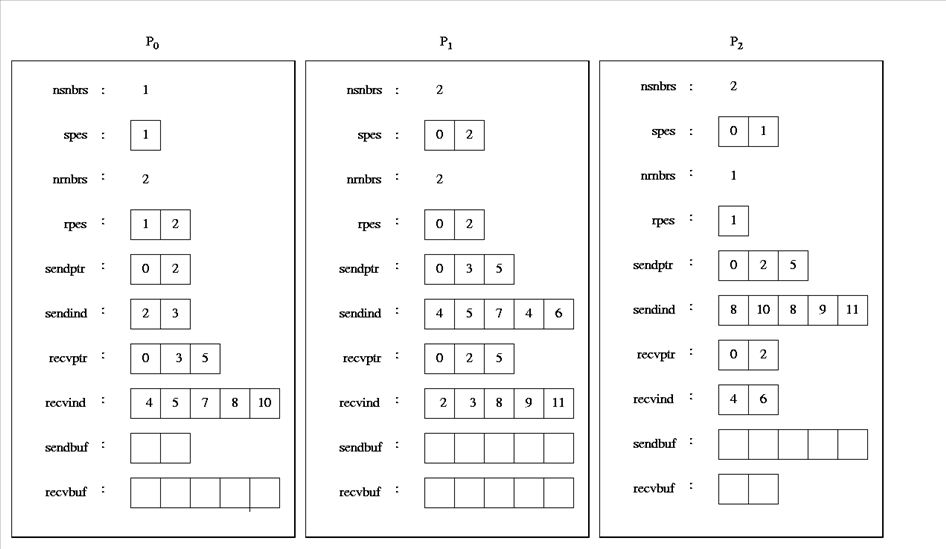 P0 P1 P2
nsnbrs : 1 nsnbrs : 2 nsnbrs : 2
spes : 1 spes : 0 2 spes : 0 1
nrnbrs : 2 nrnbrs : 2 nrnbrs : 1
rpes : 1 2 rpes : 0 2 rpes : 1
sendptr : 0 2 sendptr : 0 3 5 sendptr : 0 2 5
sendind : 2 3 sendind : 4 5 7 4 6 sendind : 8 10 8 9 11
recvptr : 0 3 5 recvptr : 0 2 5 recvptr : 0 2
recvind : 4 5 7 8 10 recvind : 2 3 8 9 11 recvind : 4 6
sendbuf : sendbuf : sendbuf :
recvbuf : recvbuf : recvbuf :